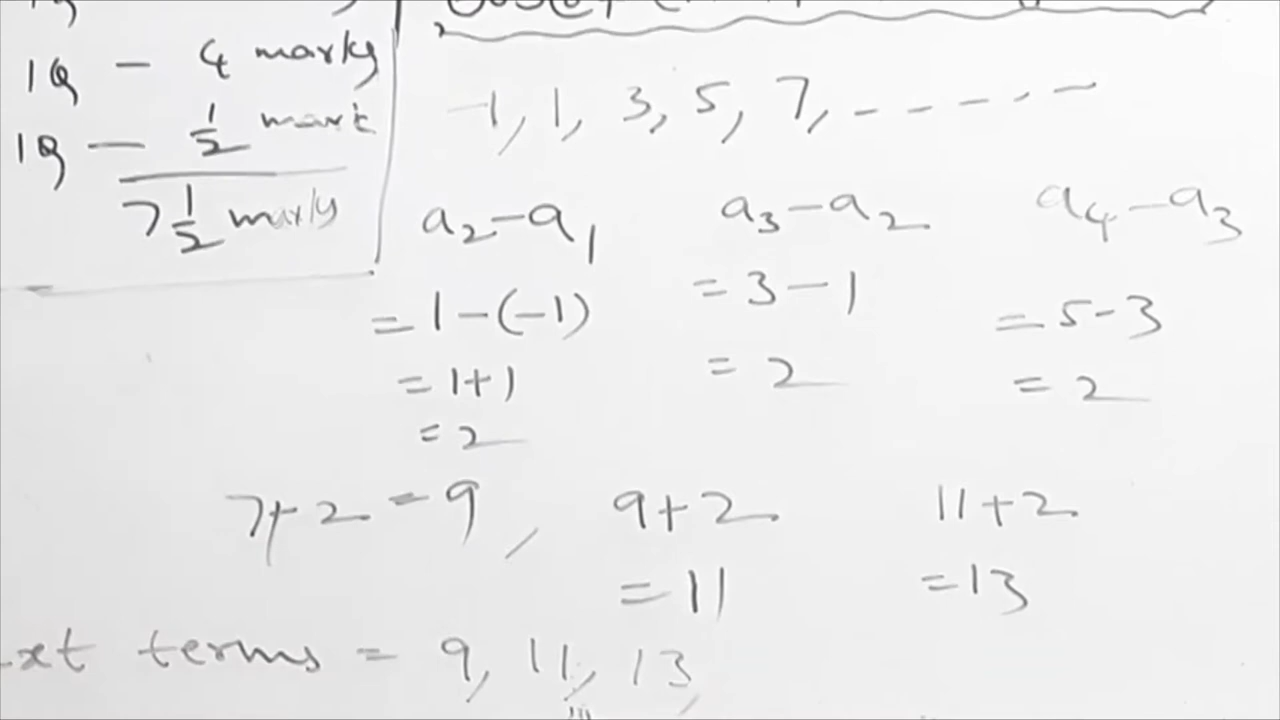 1Q - 4 marks
1Q - 1/2 mark
7 1/2 marks
-1, 1, 3, 5, 7, - - - - -
a2-a1 a3-a2 a4-a3
=1-(-1) =3-1 =5-3
=1+1 =2 =2
=2
7+2=9, 9+2 11+2
=11 =13
xt terms = 9, 11, 13,